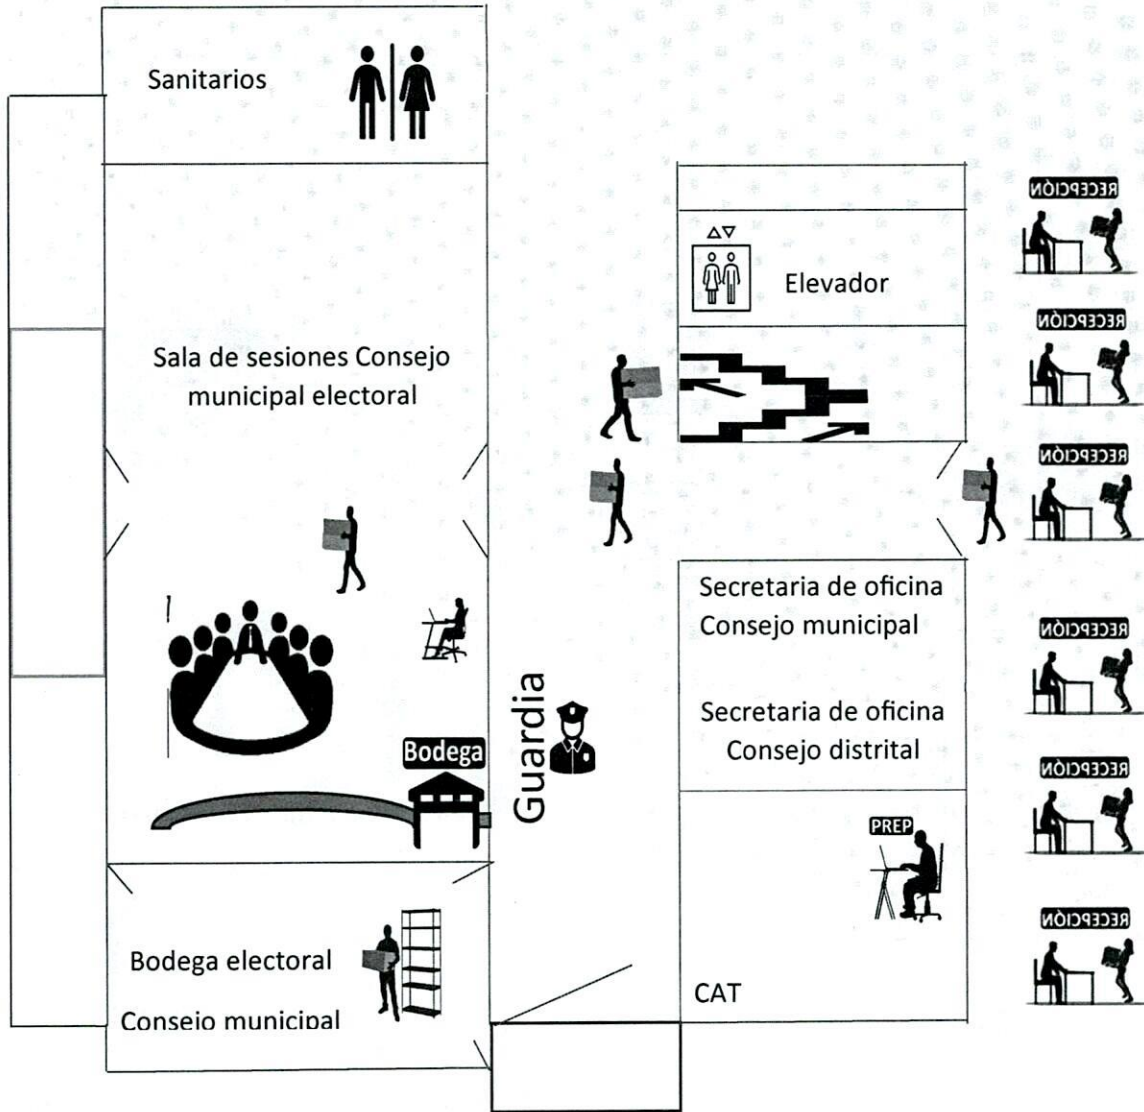 Sanitarios
Sala de sesiones Consejo
municipal electoral
Bodega
Bodega electoral
Consejo municipal
Guardia
Elevador
Secretaria de oficina
Consejo municipal
Secretaria de oficina
Consejo distrital
PREP
CAT
RECEPCIÓN
RECEPCIÓN
RECEPCIÓN
RECEPCIÓN
RECEPCIÓN
RECEPCIÓN